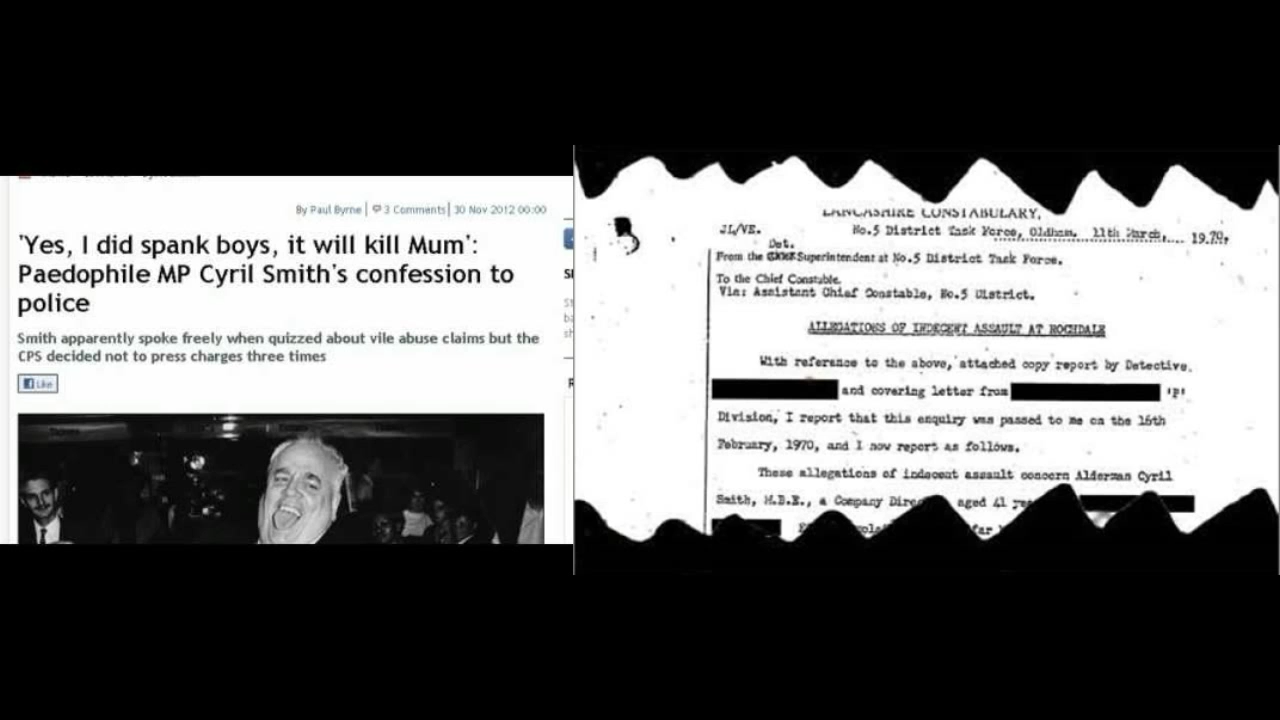 By Paul Byrne | 3 Comments | 30 Nov 2012 00:00
'Yes, I did spank boys, it will kill Mum':
Paedophile MP Cyril Smith's confession to
police
Smith apparently spoke freely when quizzed about vile abuse claims but the
CPS decided not to press charges three times
Like
LANCASHIRE CONSTABULARY,
JL/VE.
No.5 District Task Force, Oldham. 11th March, 1970.
Det.
From the Superintendent at No.5 District Task Force.
To the Chief Constable.
Via: Assistant Chief Constable, No.5 District.
ALLEGATIONS OF INDECENT ASSAULT AT ROCHDALE
With reference to the above, attached copy report by Detective.
and covering letter from 'P'
Division, I report that this enquiry was passed to me on the 16th
February, 1970, and I now report as follows.
These allegations of indecent assault concern Alderman Cyril
Smith, M.B.E., a Company aged 41